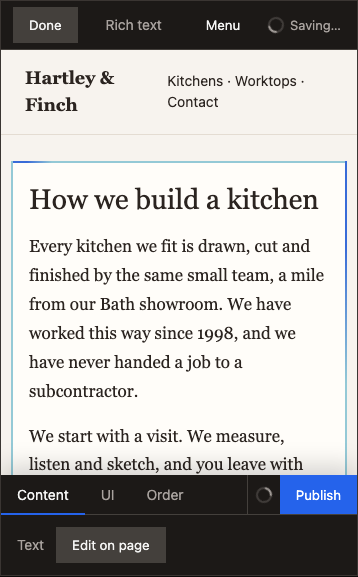 Done Rich text Menu Saving...
Hartley &
Finch
Kitchens · Worktops ·
Contact
How we build a kitchen
Every kitchen we fit is drawn, cut and
finished by the same small team, a mile
from our Bath showroom. We have
worked this way since 1998, and we
have never handed a job to a
subcontractor.
We start with a visit. We measure,
listen and sketch, and you leave with
Content UI Order Publish
Text Edit on page